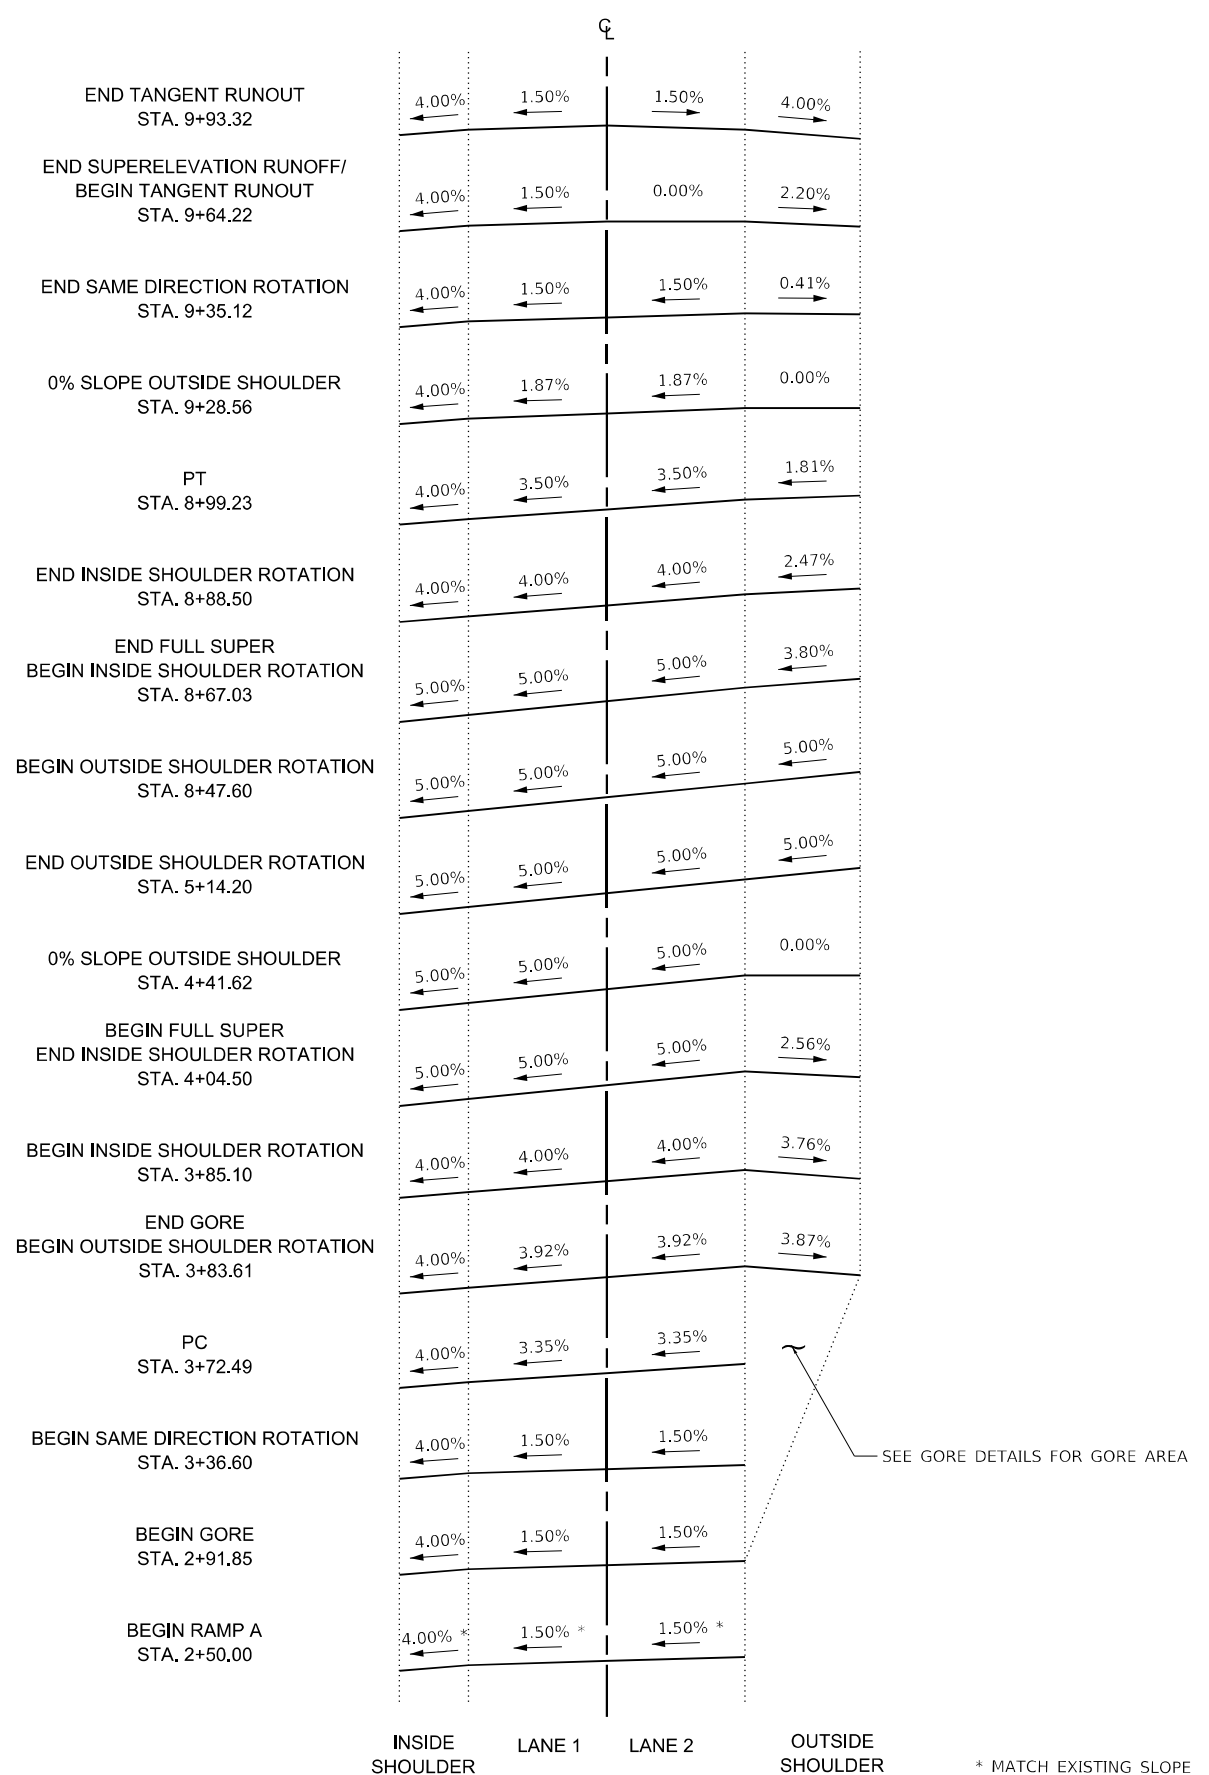 ℄
END TANGENT RUNOUT
STA. 9+93.32
4.00% 1.50% 1.50% 4.00%
END SUPERELEVATION RUNOFF/
BEGIN TANGENT RUNOUT
STA. 9+64.22
4.00% 1.50% 0.00% 2.20%
END SAME DIRECTION ROTATION
STA. 9+35.12
4.00% 1.50% 1.50% 0.41%
0% SLOPE OUTSIDE SHOULDER
STA. 9+28.56
4.00% 1.87% 1.87% 0.00%
PT
STA. 8+99.23
4.00% 3.50% 3.50% 1.81%
END INSIDE SHOULDER ROTATION
STA. 8+88.50
4.00% 4.00% 4.00% 2.47%
END FULL SUPER
BEGIN INSIDE SHOULDER ROTATION
STA. 8+67.03
5.00% 5.00% 5.00% 3.80%
BEGIN OUTSIDE SHOULDER ROTATION
STA. 8+47.60
5.00% 5.00% 5.00% 5.00%
END OUTSIDE SHOULDER ROTATION
STA. 5+14.20
5.00% 5.00% 5.00% 5.00%
0% SLOPE OUTSIDE SHOULDER
STA. 4+41.62
5.00% 5.00% 5.00% 0.00%
BEGIN FULL SUPER
END INSIDE SHOULDER ROTATION
STA. 4+04.50
5.00% 5.00% 5.00% 2.56%
BEGIN INSIDE SHOULDER ROTATION
STA. 3+85.10
4.00% 4.00% 4.00% 3.76%
END GORE
BEGIN OUTSIDE SHOULDER ROTATION
STA. 3+83.61
4.00% 3.92% 3.92% 3.87%
PC
STA. 3+72.49
4.00% 3.35% 3.35%
BEGIN SAME DIRECTION ROTATION
STA. 3+36.60
4.00% 1.50% 1.50%
SEE GORE DETAILS FOR GORE AREA
BEGIN GORE
STA. 2+91.85
4.00% 1.50% 1.50%
BEGIN RAMP A
STA. 2+50.00
4.00% * 1.50% * 1.50% *
INSIDE
SHOULDER
LANE 1
LANE 2
OUTSIDE
SHOULDER
* MATCH EXISTING SLOPE